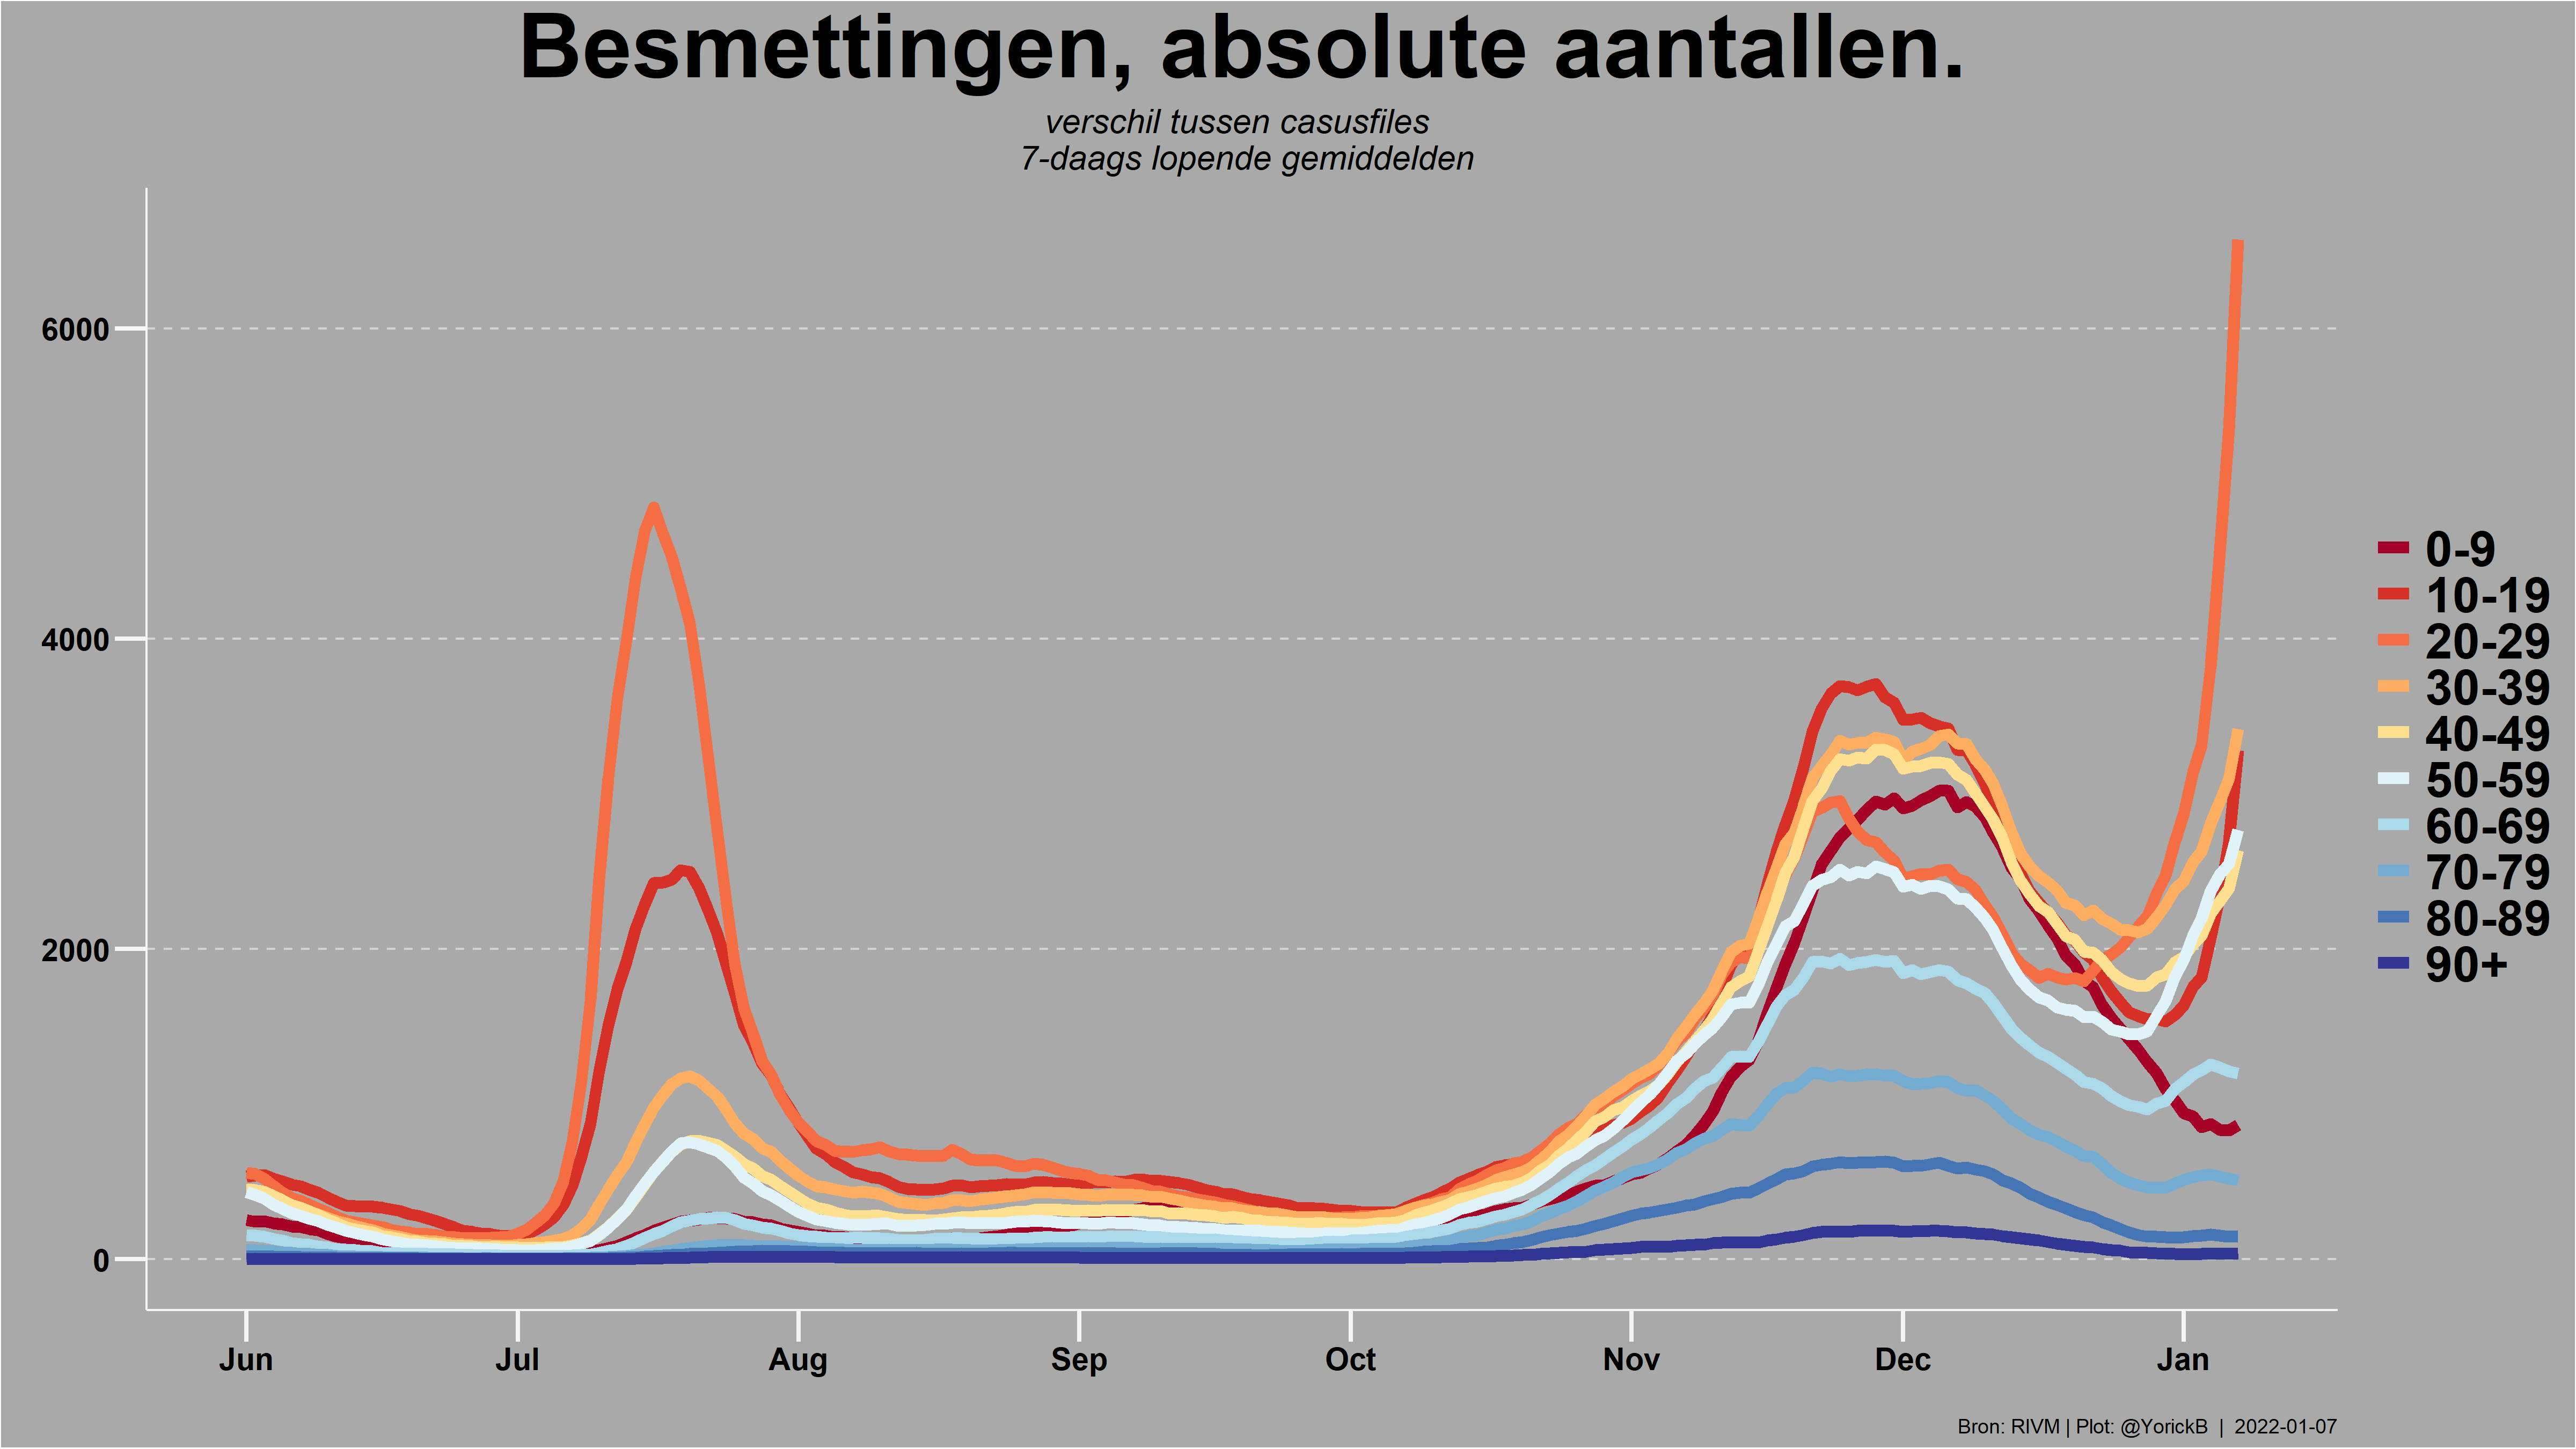 Besmettingen, absolute aantallen.
verschil tussen casusfiles
7-daags lopende gemiddelden
6000
4000
2000
0
Jun
Jul
Aug
Sep
Oct
Nov
Dec
Jan
0-9
10-19
20-29
30-39
40-49
50-59
60-69
70-79
80-89
90+
Bron: RIVM | Plot: @YorickB | 2022-01-07